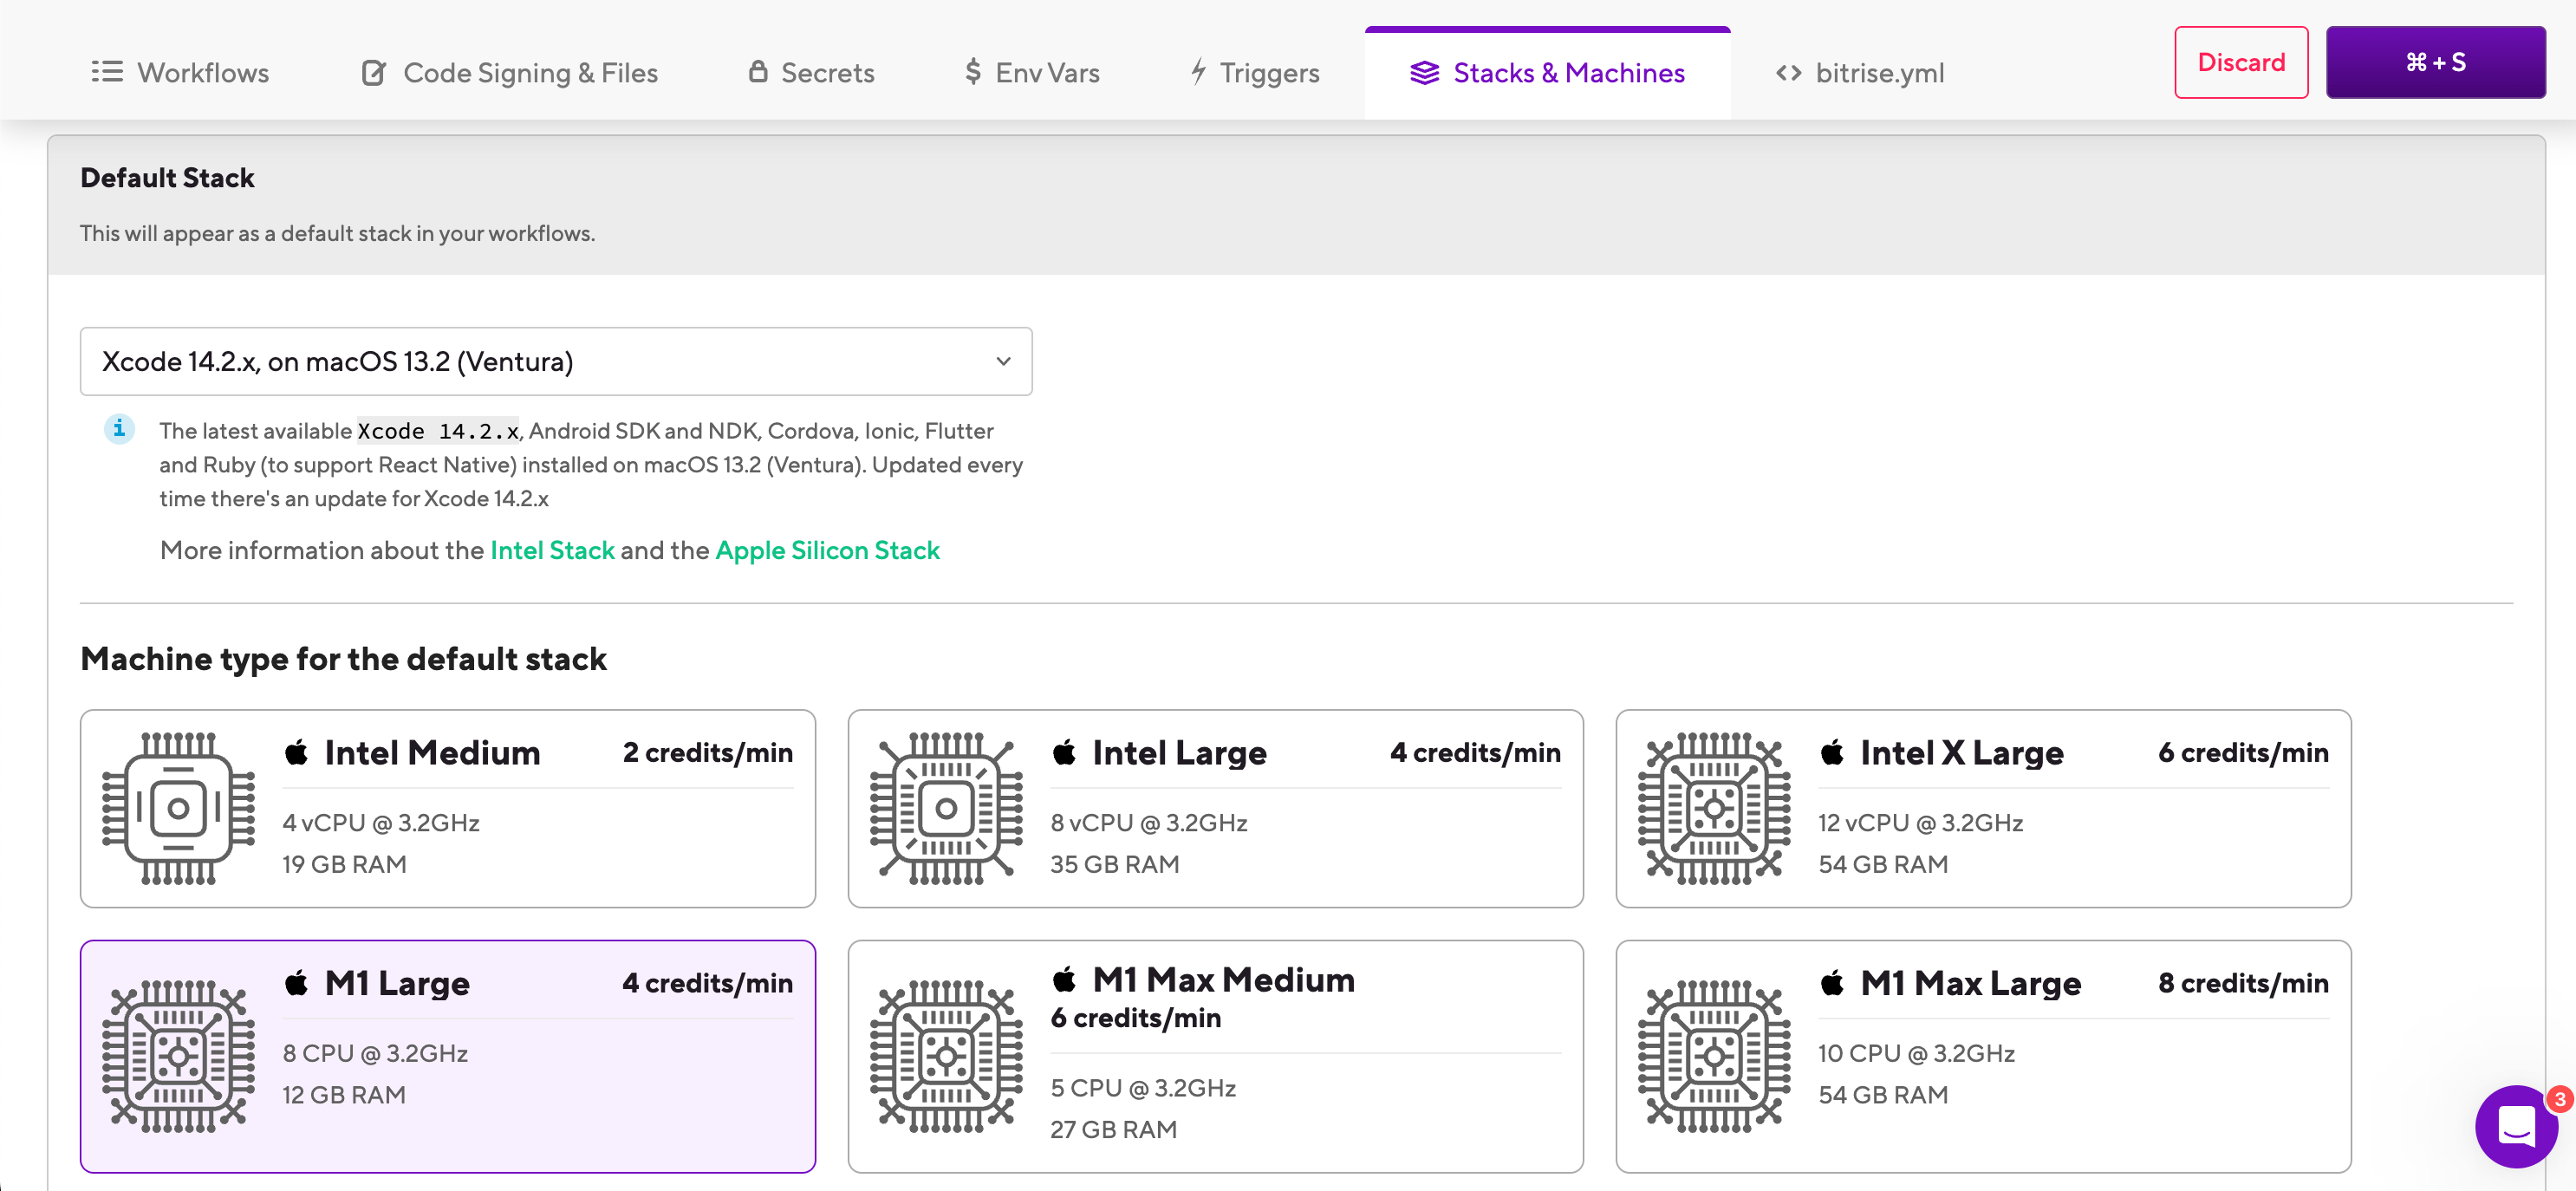 Workflows
Code Signing & Files
Secrets
Env Vars
Triggers
Stacks & Machines
bitrise.yml
Discard
⌘ + S
Default Stack
This will appear as a default stack in your workflows.
Xcode 14.2.x, on macOS 13.2 (Ventura)
The latest available Xcode 14.2.x, Android SDK and NDK, Cordova, Ionic, Flutter
and Ruby (to support React Native) installed on macOS 13.2 (Ventura). Updated every
time there's an update for Xcode 14.2.x
More information about the Intel Stack and the Apple Silicon Stack
Machine type for the default stack
Intel Medium 2 credits/min
4 vCPU @ 3.2GHz
19 GB RAM
Intel Large 4 credits/min
8 vCPU @ 3.2GHz
35 GB RAM
Intel X Large 6 credits/min
12 vCPU @ 3.2GHz
54 GB RAM
M1 Large 4 credits/min
8 CPU @ 3.2GHz
12 GB RAM
M1 Max Medium
6 credits/min
5 CPU @ 3.2GHz
27 GB RAM
M1 Max Large 8 credits/min
10 CPU @ 3.2GHz
54 GB RAM
3